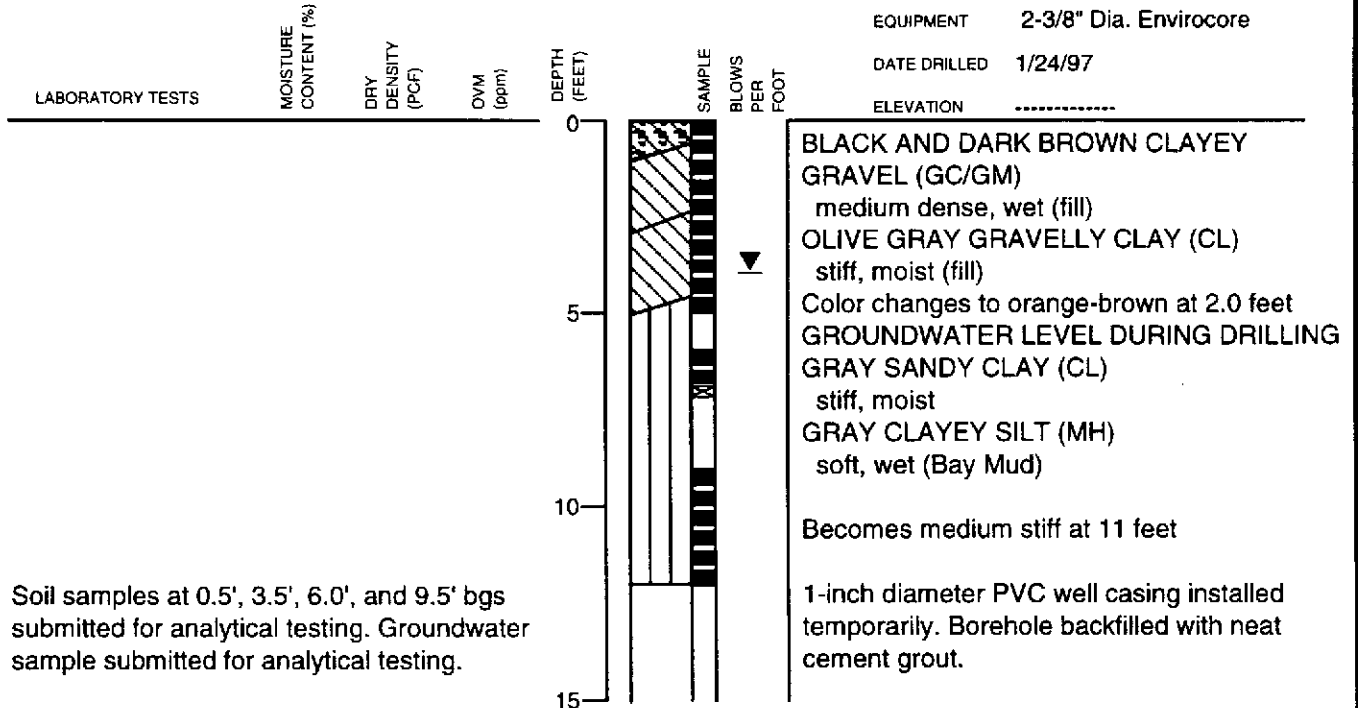 EQUIPMENT 2-3/8" Dia. Envirocore
DATE DRILLED 1/24/97
ELEVATION -------------
LABORATORY TESTS
MOISTURE
CONTENT (%)
DRY
DENSITY
(PCF)
OVM
(ppm)
DEPTH
(FEET)
SAMPLE
BLOWS
PER
FOOT
0
5
10
15
BLACK AND DARK BROWN CLAYEY
GRAVEL (GC/GM)
medium dense, wet (fill)
OLIVE GRAY GRAVELLY CLAY (CL)
stiff, moist (fill)
Color changes to orange-brown at 2.0 feet
GROUNDWATER LEVEL DURING DRILLING
GRAY SANDY CLAY (CL)
stiff, moist
GRAY CLAYEY SILT (MH)
soft, wet (Bay Mud)
Becomes medium stiff at 11 feet
1-inch diameter PVC well casing installed
temporarily. Borehole backfilled with neat
cement grout.
Soil samples at 0.5', 3.5', 6.0', and 9.5' bgs
submitted for analytical testing. Groundwater
sample submitted for analytical testing.